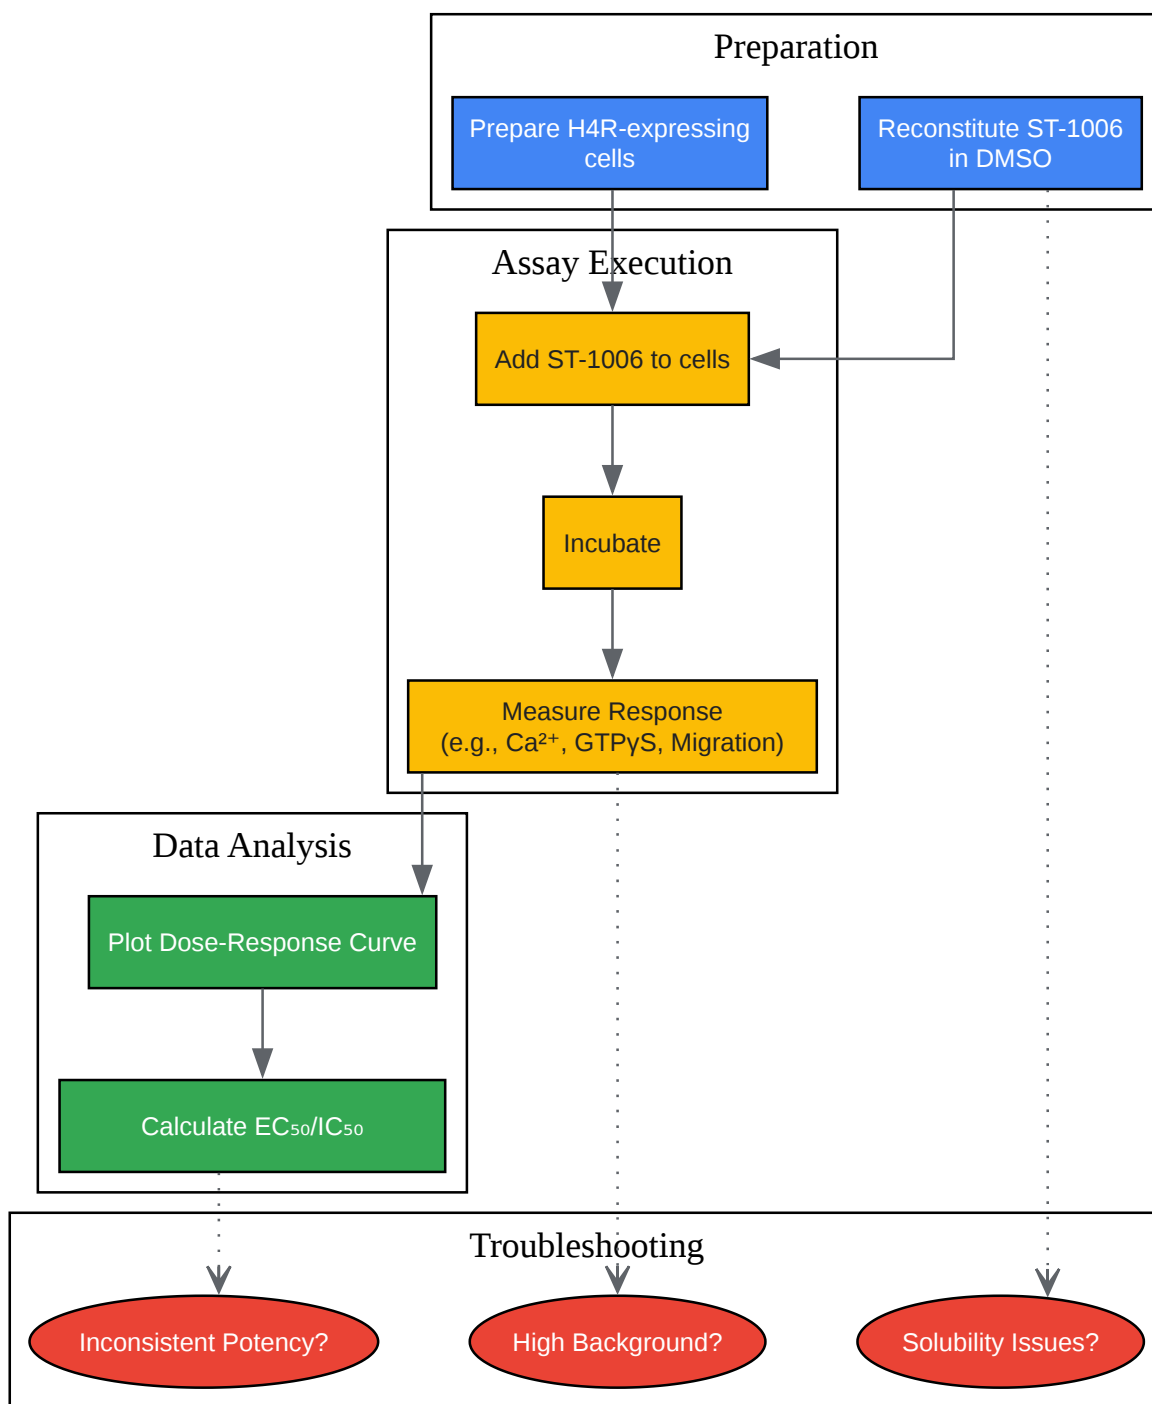 Preparation
Prepare H4R-expressing
cells
Reconstitute ST-1006
in DMSO
Assay Execution
Add ST-1006 to cells
Incubate
Measure Response
(e.g., Ca²⁺, GTPγS, Migration)
Data Analysis
Plot Dose-Response Curve
Calculate EC₅₀/IC₅₀
Troubleshooting
Inconsistent Potency?
High Background?
Solubility Issues?